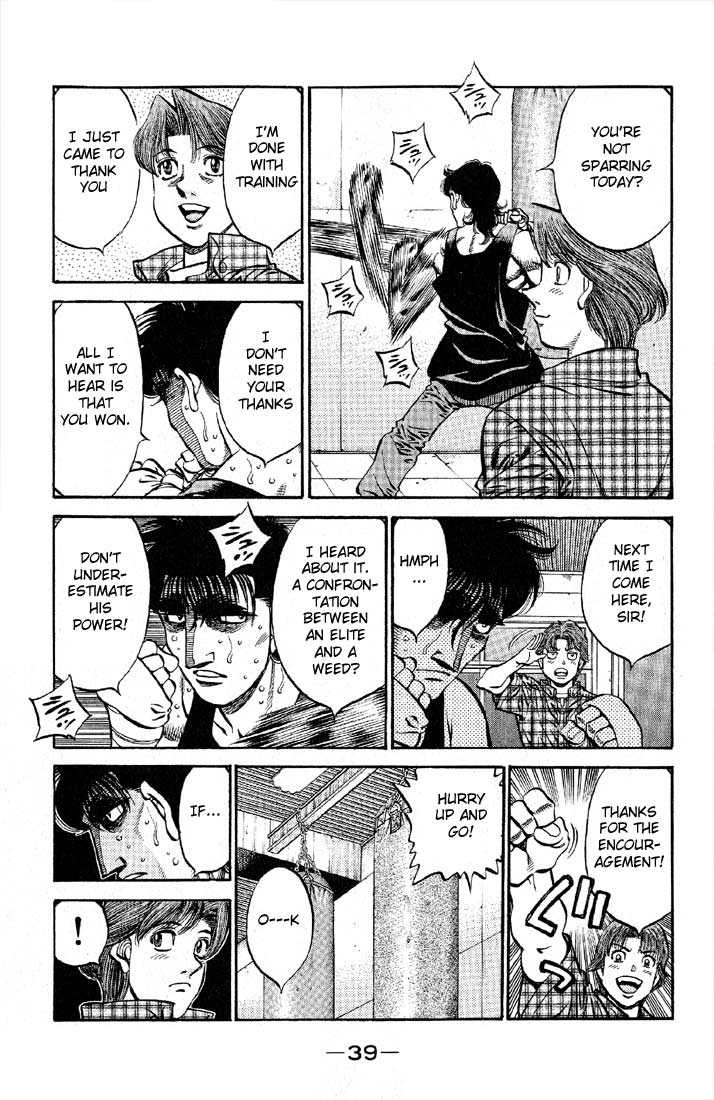 YOU'RE
NOT
SPARRING
TODAY?
I'M
DONE
WITH
TRAINING
I JUST
CAME TO
THANK
YOU
I
DON'T
NEED
YOUR
THANKS
ALL I
WANT TO
HEAR IS
THAT
YOU WON.
NEXT
TIME I
COME
HERE,
SIR!
HMPH
...
I HEARD
ABOUT IT.
A CONFRON-
TATION
BETWEEN
AN ELITE
AND A
WEED?
DON'T
UNDER-
ESTIMATE
HIS
POWER!
THANKS
FOR THE
ENCOUR-
AGEMENT!
HURRY
UP AND
GO!
O---K
IF...
!
—39—